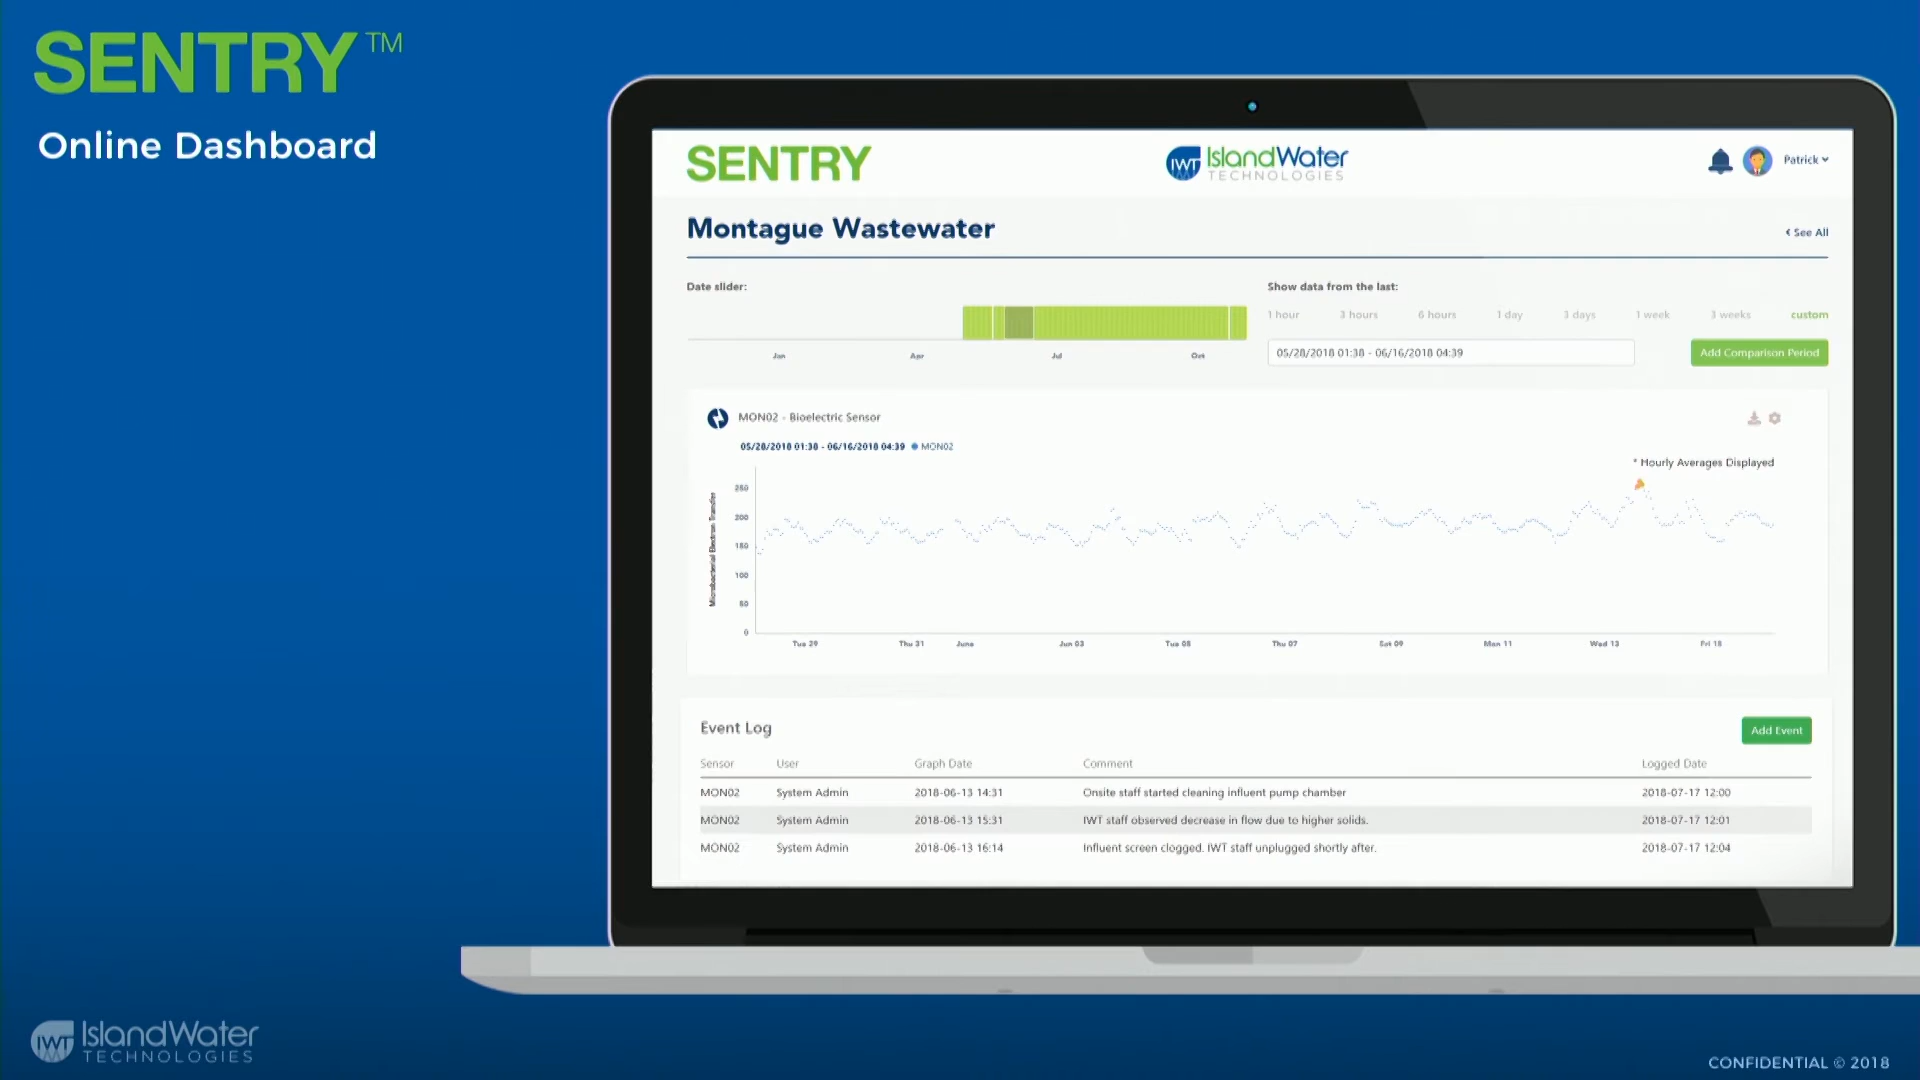 SENTRY™
Online Dashboard
SENTRY
IWT IslandWater
TECHNOLOGIES
Patrick
Montague Wastewater
See All
Date slider:
Show data from the last:
1 hour 3 hours 6 hours 1 day 3 days 1 week 3 weeks custom
Jan Apr Jul Oct
05/28/2018 01:38 - 06/16/2018 04:39
Add Comparison Period
MON02 - Bioelectric Sensor
05/28/2018 01:38 - 06/16/2018 04:39 MON02
* Hourly Averages Displayed
Microbacterial Electron Transfer
250
200
150
100
50
0
Tue 29 Thu 31 June Jun 03 Tue 05 Thu 07 Sat 09 Mon 11 Wed 13 Fri 15
Event Log
Add Event
Sensor User Graph Date Comment Logged Date
MON02 System Admin 2018-06-13 14:31 Onsite staff started cleaning influent pump chamber 2018-07-17 12:00
MON02 System Admin 2018-06-13 15:31 IWT staff observed decrease in flow due to higher solids. 2018-07-17 12:01
MON02 System Admin 2018-06-13 16:14 Influent screen clogged. IWT staff unplugged shortly after. 2018-07-17 12:04
IWT IslandWater
TECHNOLOGIES
CONFIDENTIAL © 2018